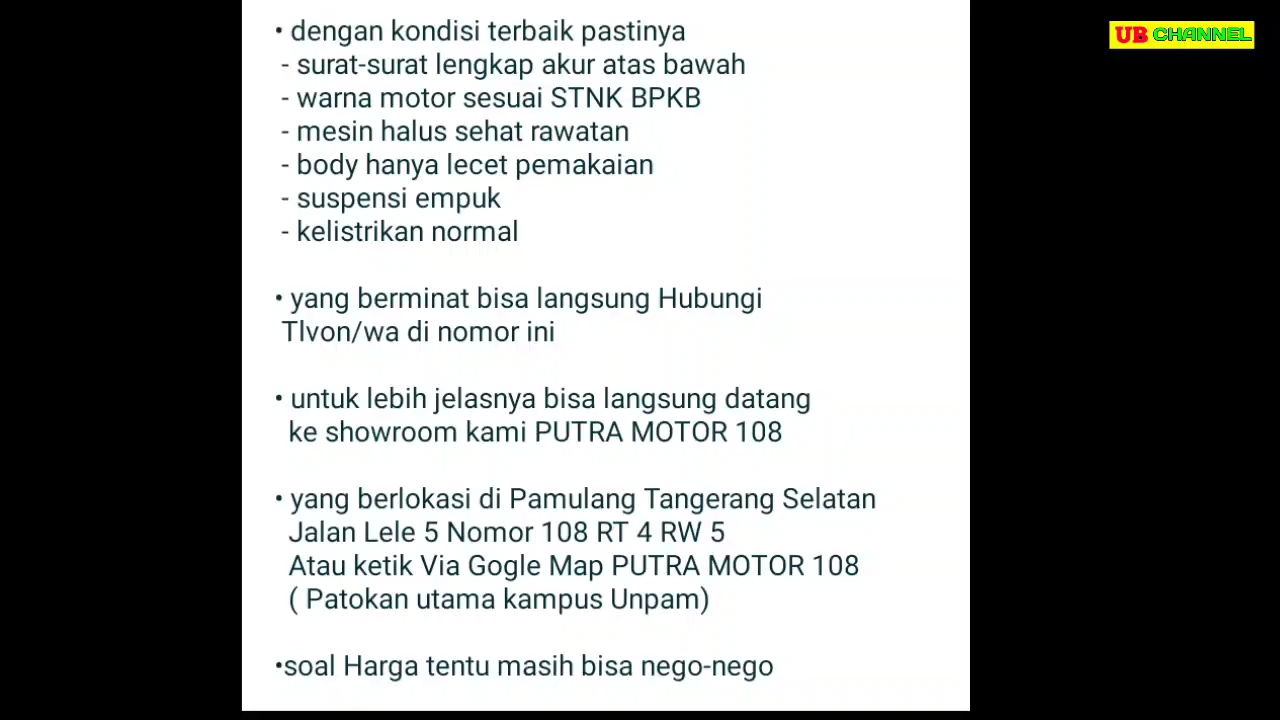 UB CHANNEL
• dengan kondisi terbaik pastinya
- surat-surat lengkap akur atas bawah
- warna motor sesuai STNK BPKB
- mesin halus sehat rawatan
- body hanya lecet pemakaian
- suspensi empuk
- kelistrikan normal
• yang berminat bisa langsung Hubungi
Tlvon/wa di nomor ini
• untuk lebih jelasnya bisa langsung datang
ke showroom kami PUTRA MOTOR 108
• yang berlokasi di Pamulang Tangerang Selatan
Jalan Lele 5 Nomor 108 RT 4 RW 5
Atau ketik Via Gogle Map PUTRA MOTOR 108
( Patokan utama kampus Unpam)
•soal Harga tentu masih bisa nego-nego